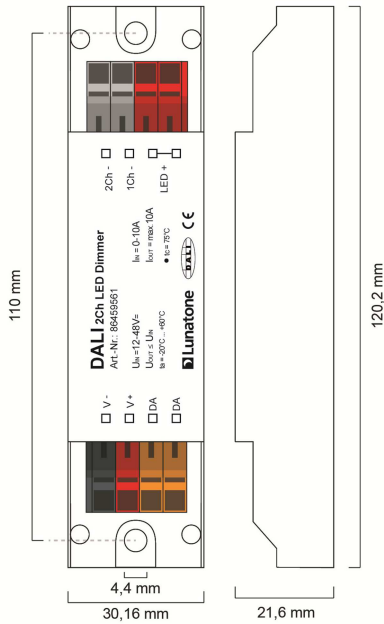 2Ch -
1Ch -
LED +
DALI 2Ch LED Dimmer
Art.-Nr.: 86459561
UIN = 12-48V=
UOUT ≤ UIN
ta = -20°C ... +60°C
IIN = 0-10A
IOUT = max.10A
● tc = 75°C
Lunatone
DALI
CE
V -
V +
DA
DA
110 mm
120,2 mm
4,4 mm
30,16 mm
21,6 mm